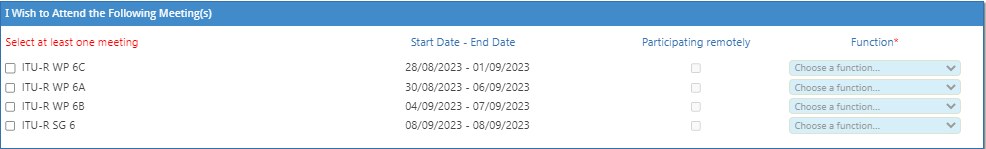 I Wish to Attend the Following Meeting(s)
Select at least one meeting Start Date - End Date Participating remotely Function*
ITU-R WP 6C 28/08/2023 - 01/09/2023 Choose a function...
ITU-R WP 6A 30/08/2023 - 06/09/2023 Choose a function...
ITU-R WP 6B 04/09/2023 - 07/09/2023 Choose a function...
ITU-R SG 6 08/09/2023 - 08/09/2023 Choose a function...